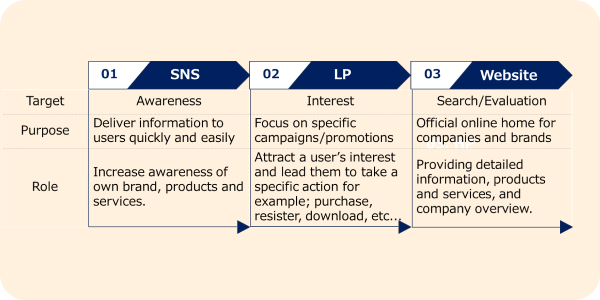 01 SNS 02 LP 03 Website
Target Awareness Interest Search/Evaluation
Purpose
Deliver information to
users quickly and easily
Focus on specific
campaigns/promotions
Official online home for
companies and brands
Role
Increase awareness of
own brand, products and
services.
Attract a user’s interest
and lead them to take a
specific action for
example; purchase,
resister, download, etc...
Providing detailed
information, products
and services, and
company overview.